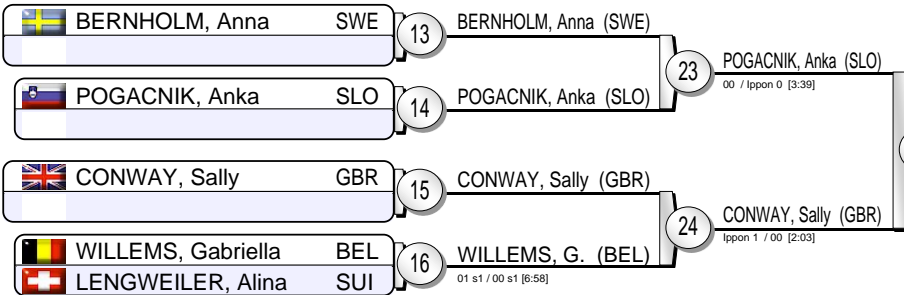 BERNHOLM, Anna SWE
13
BERNHOLM, Anna (SWE)
23
POGACNIK, Anka (SLO)
00 / Ippon 0 [3:39]
POGACNIK, Anka SLO
14
POGACNIK, Anka (SLO)
CONWAY, Sally GBR
15
CONWAY, Sally (GBR)
24
CONWAY, Sally (GBR)
Ippon 1 / 00 [2:03]
WILLEMS, Gabriella BEL
LENGWEILER, Alina SUI
16
WILLEMS, G. (BEL)
01 s1 / 00 s1 [6:58]